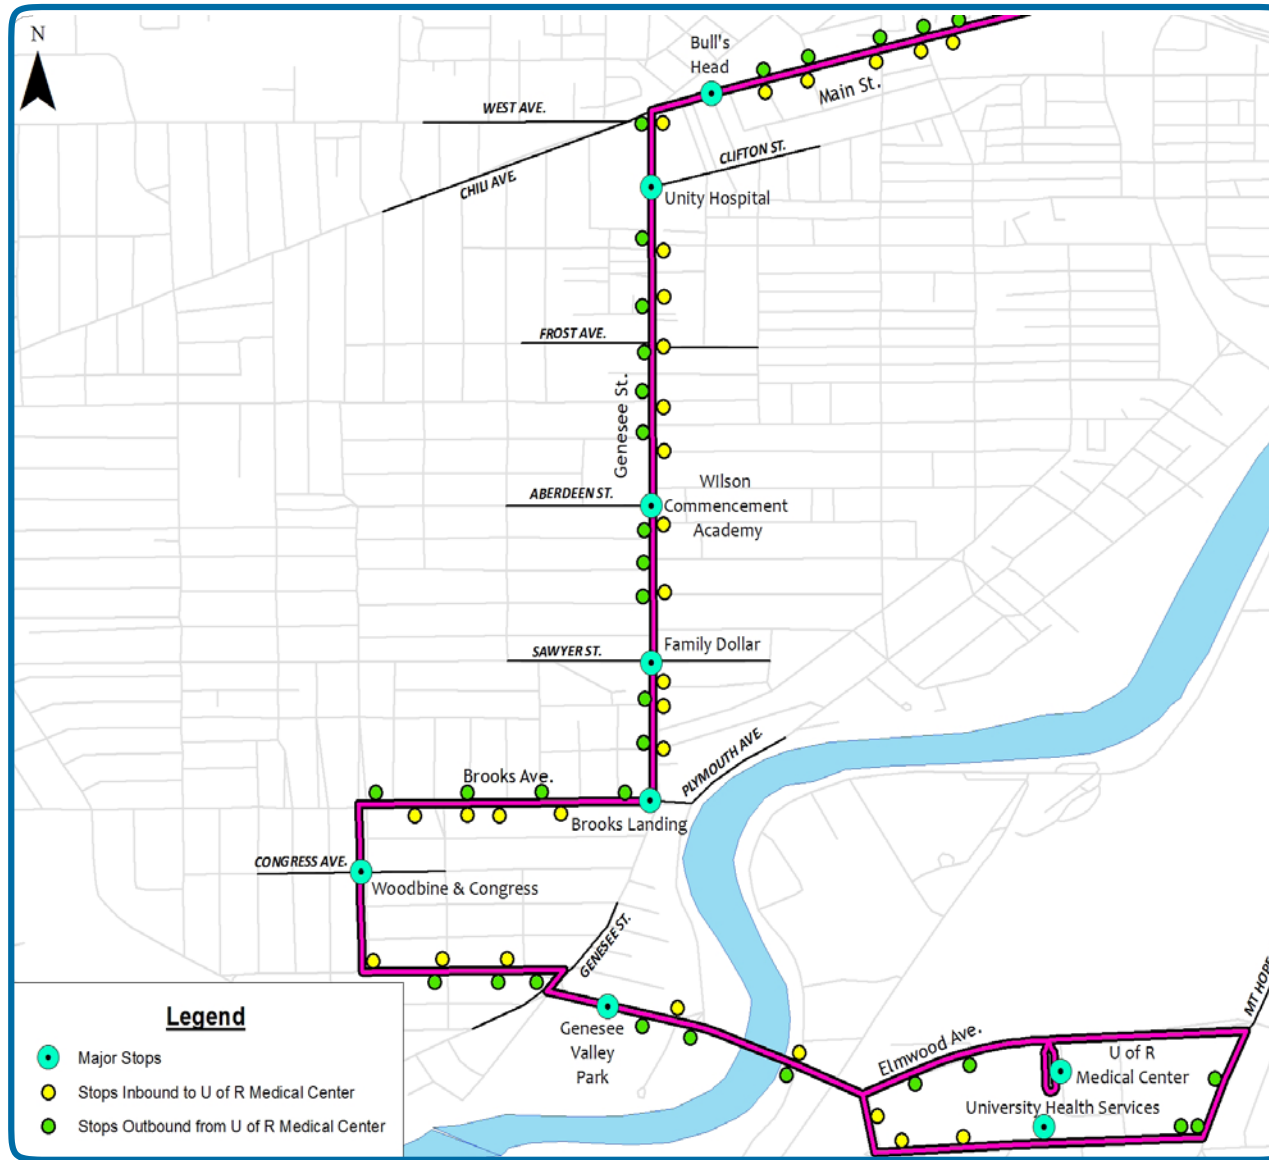 N
Bull's
Head
Main St.
WEST AVE.
CHILI AVE.
CLIFTON ST.
Unity Hospital
FROST AVE.
Genesee St.
ABERDEEN ST.
WIlson
Commencement
Academy
SAWYER ST.
Family Dollar
PLYMOUTH AVE.
Brooks Ave.
Brooks Landing
CONGRESS AVE.
Woodbine & Congress
GENESEE ST.
Genesee
Valley
Park
Elmwood Ave.
MT HOPE
U of R
Medical Center
University Health Services
Legend
Major Stops
Stops Inbound to U of R Medical Center
Stops Outbound from U of R Medical Center